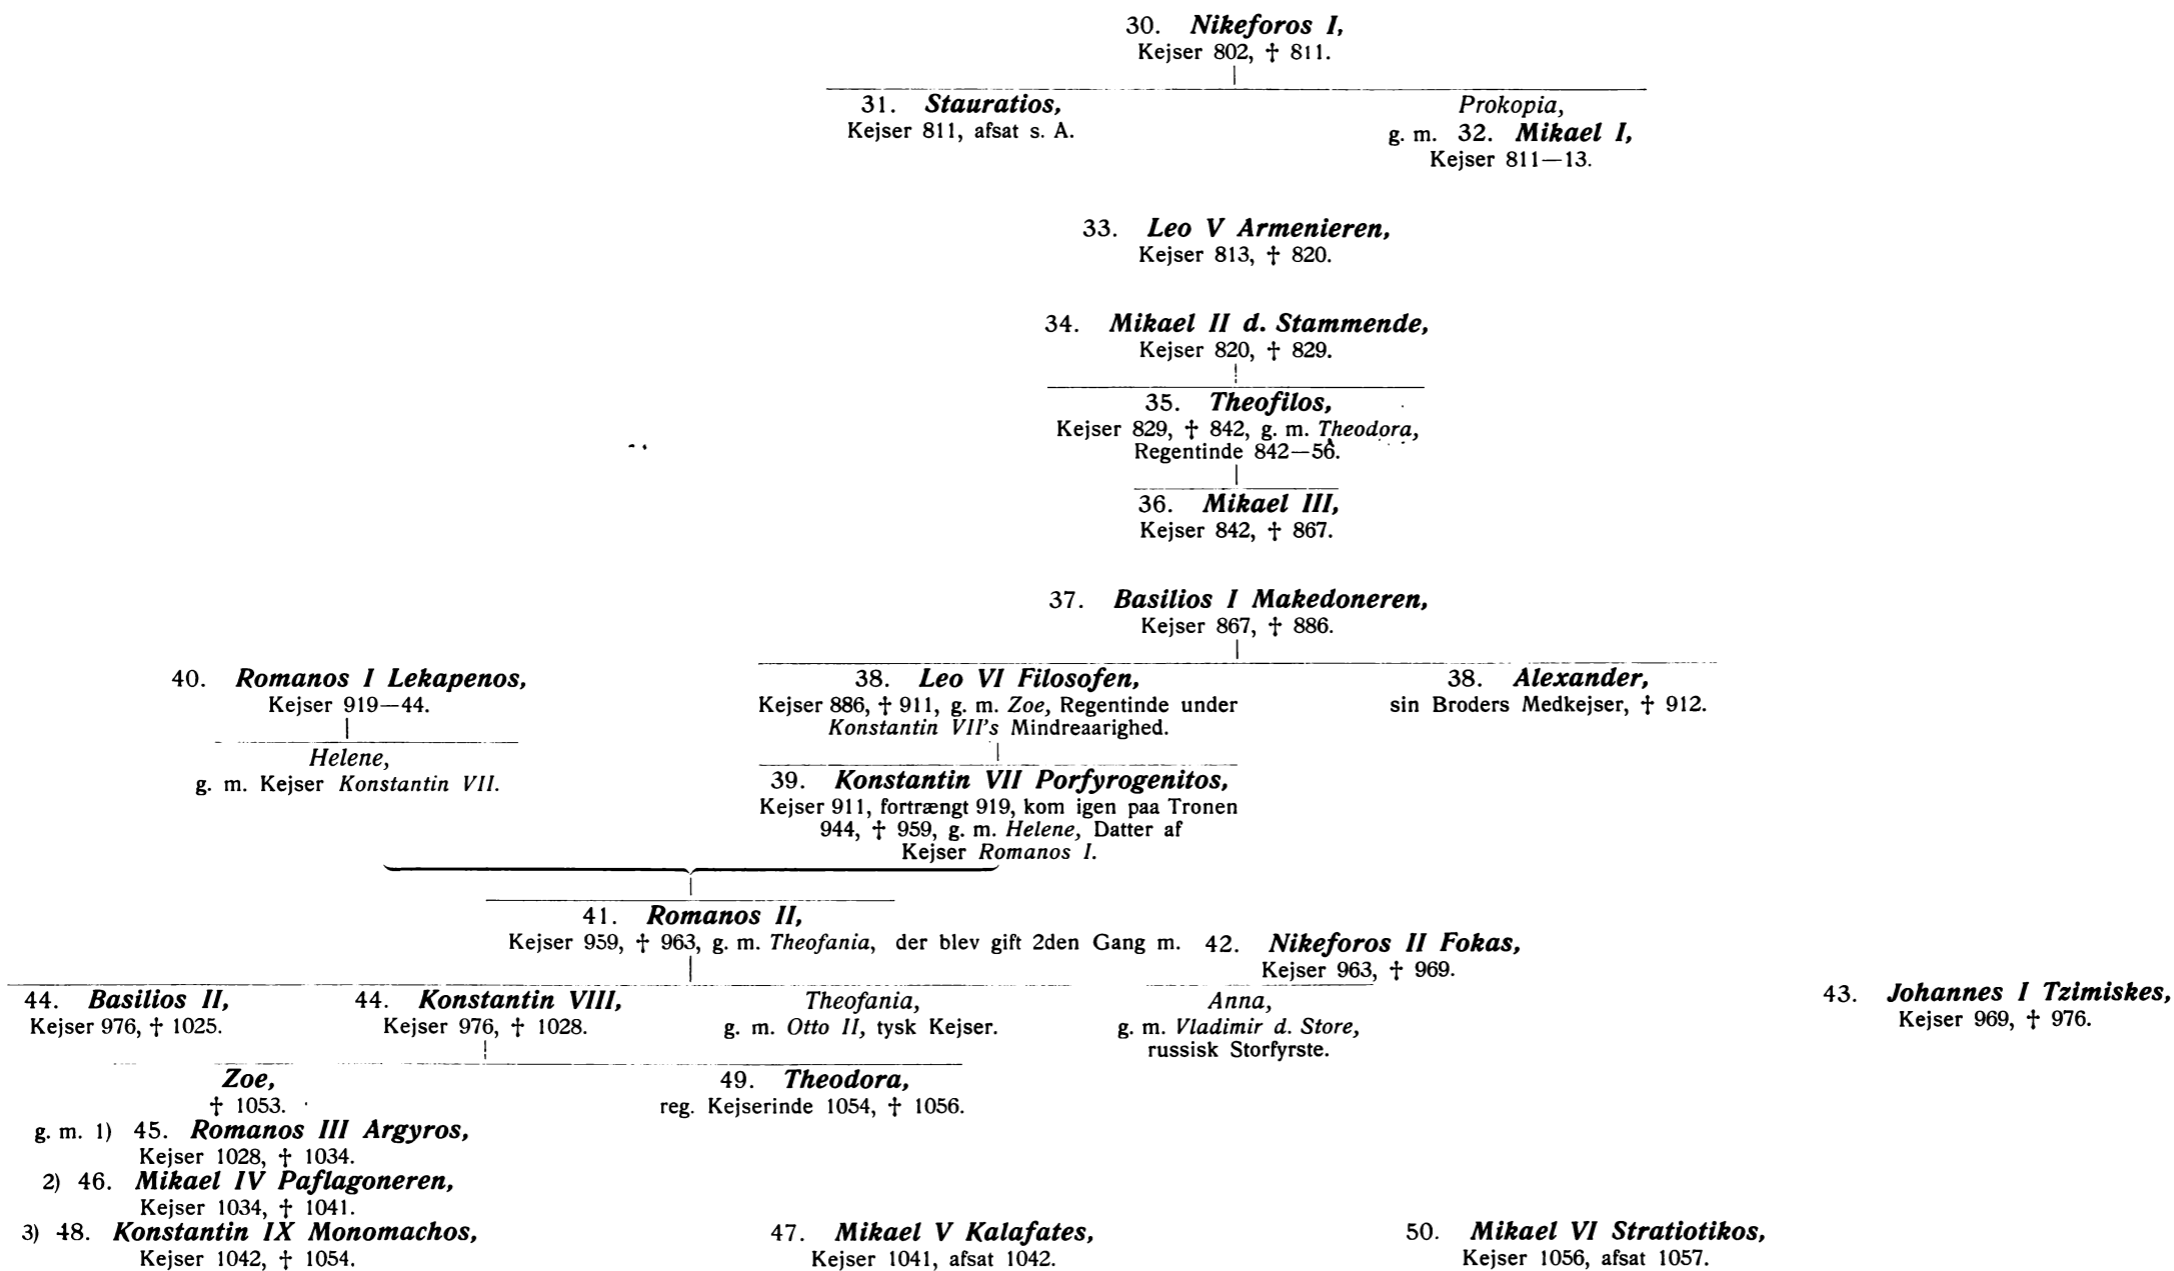 30. Nikeforos I,
Kejser 802, † 811.
31. Stauratios,
Kejser 811, afsat s. A.
Prokopia,
g. m. 32. Mikael I,
Kejser 811—13.
33. Leo V Armenieren,
Kejser 813, † 820.
34. Mikael II d. Stammende,
Kejser 820, † 829.
35. Theofilos,
Kejser 829, † 842, g. m. Theodora,
Regentinde 842—56.
36. Mikael III,
Kejser 842, † 867.
37. Basilios I Makedoneren,
Kejser 867, † 886.
40. Romanos I Lekapenos,
Kejser 919—44.
Helene,
g. m. Kejser Konstantin VII.
38. Leo VI Filosofen,
Kejser 886, † 911, g. m. Zoe, Regentinde under
Konstantin VII's Mindreaarighed.
38. Alexander,
sin Broders Medkejser, † 912.
39. Konstantin VII Porfyrogenitos,
Kejser 911, fortrængt 919, kom igen paa Tronen
944, † 959, g. m. Helene, Datter af
Kejser Romanos I.
41. Romanos II,
Kejser 959, † 963, g. m. Theofania, der blev gift 2den Gang m. 42. Nikeforos II Fokas,
Kejser 963, † 969.
44. Basilios II,
Kejser 976, † 1025.
44. Konstantin VIII,
Kejser 976, † 1028.
Theofania,
g. m. Otto II, tysk Kejser.
Anna,
g. m. Vladimir d. Store,
russisk Storfyrste.
43. Johannes I Tzimiskes,
Kejser 969, † 976.
Zoe,
† 1053.
g. m. 1) 45. Romanos III Argyros,
Kejser 1028, † 1034.
2) 46. Mikael IV Paflagoneren,
Kejser 1034, † 1041.
3) 48. Konstantin IX Monomachos,
Kejser 1042, † 1054.
49. Theodora,
reg. Kejserinde 1054, † 1056.
47. Mikael V Kalafates,
Kejser 1041, afsat 1042.
50. Mikael VI Stratiotikos,
Kejser 1056, afsat 1057.